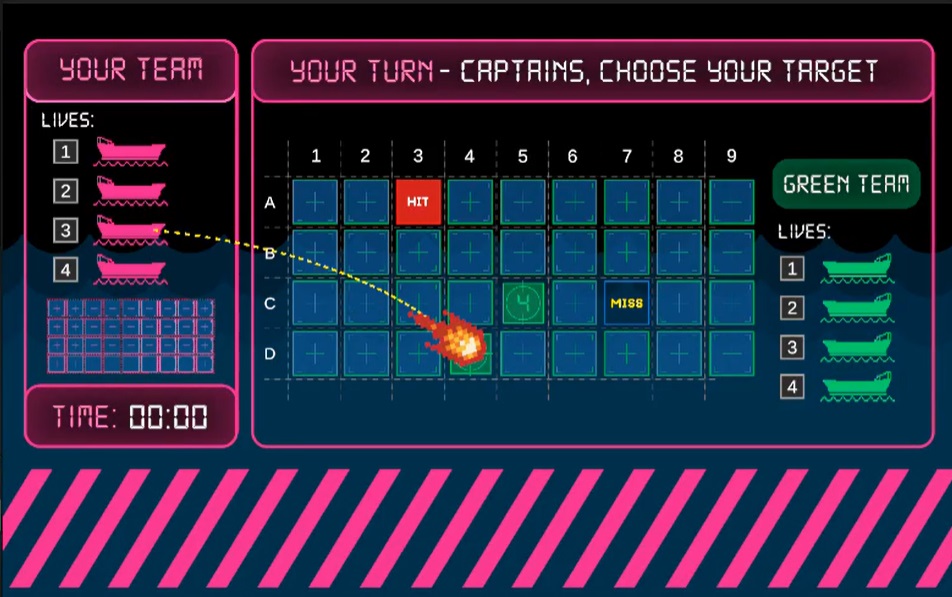 YOUR TEAM
LIVES:
1
2
3
4
TIME: 00:00
YOUR TURN - CAPTAINS, CHOOSE YOUR TARGET
1 2 3 4 5 6 7 8 9
A
HIT
B
C
4
MISS
D
GREEN TEAM
LIVES:
1
2
3
4